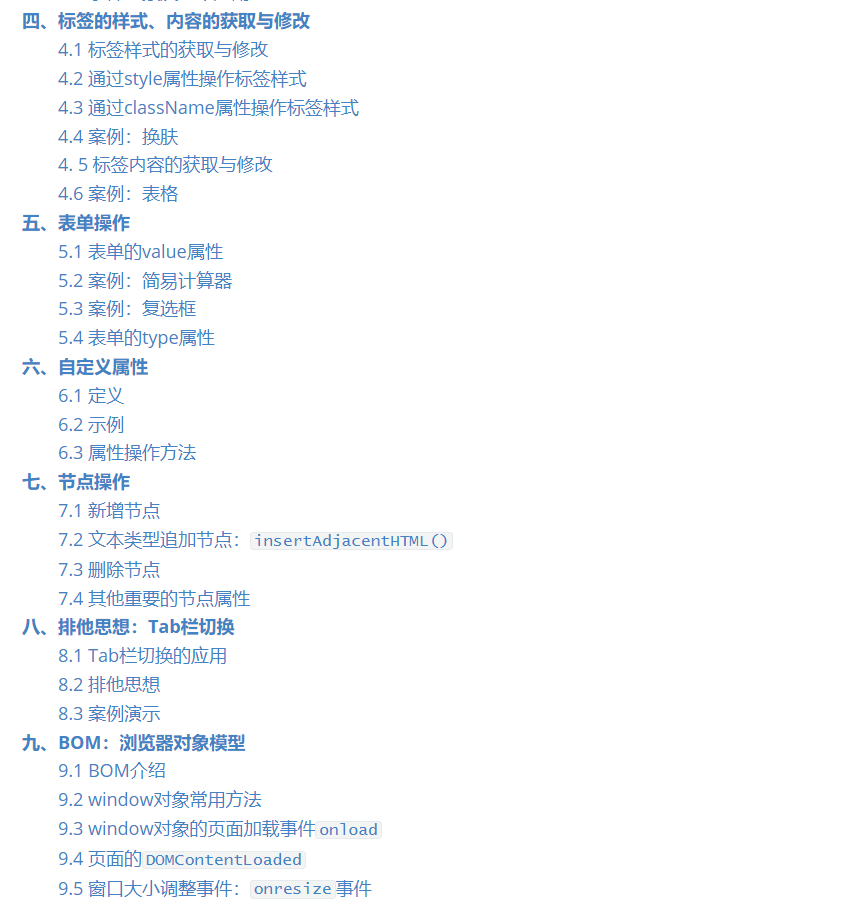 四、标签的样式、内容的获取与修改
4.1 标签样式的获取与修改
4.2 通过style属性操作标签样式
4.3 通过className属性操作标签样式
4.4 案例：换肤
4. 5 标签内容的获取与修改
4.6 案例：表格
五、表单操作
5.1 表单的value属性
5.2 案例：简易计算器
5.3 案例：复选框
5.4 表单的type属性
六、自定义属性
6.1 定义
6.2 示例
6.3 属性操作方法
七、节点操作
7.1 新增节点
7.2 文本类型追加节点：insertAdjacentHTML()
7.3 删除节点
7.4 其他重要的节点属性
八、排他思想：Tab栏切换
8.1 Tab栏切换的应用
8.2 排他思想
8.3 案例演示
九、BOM：浏览器对象模型
9.1 BOM介绍
9.2 window对象常用方法
9.3 window对象的页面加载事件onload
9.4 页面的DOMContentLoaded
9.5 窗口大小调整事件：onresize事件